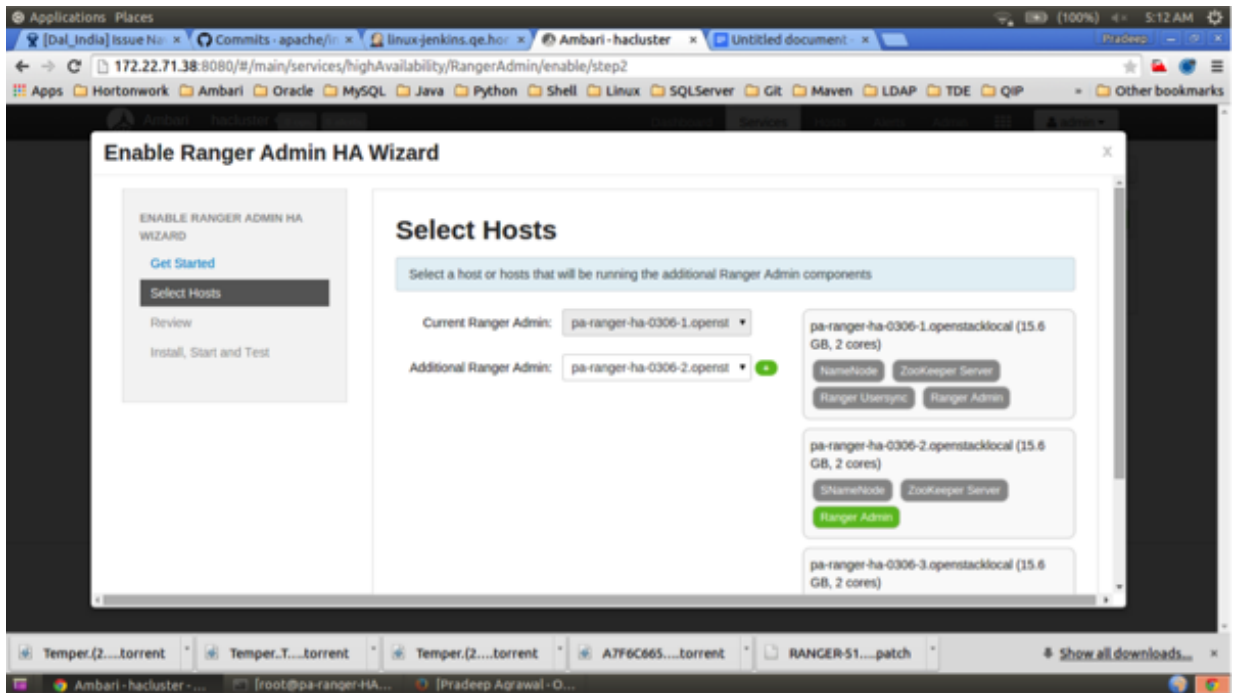 Applications Places
(100%) 5:12 AM
[Dal_India] Issue Na × Commits · apache/in × linux-jenkins.qe.hor × Ambari - hacluster × Untitled document - × Pradeep
172.22.71.38:8080/#/main/services/highAvailability/RangerAdmin/enable/step2
Apps Hortonwork Ambari Oracle MySQL Java Python Shell Linux SQLServer Git Maven LDAP TDE QIP » Other bookmarks
Ambari hacluster Dashboard Services Hosts Alerts Admin admin
Enable Ranger Admin HA Wizard X
ENABLE RANGER ADMIN HA
WIZARD
Get Started
Select Hosts
Review
Install, Start and Test
Select Hosts
Select a host or hosts that will be running the additional Ranger Admin components
Current Ranger Admin: pa-ranger-ha-0306-1.openst
Additional Ranger Admin: pa-ranger-ha-0306-2.openst +
pa-ranger-ha-0306-1.openstacklocal (15.6
GB, 2 cores)
NameNode ZooKeeper Server
Ranger Usersync Ranger Admin
pa-ranger-ha-0306-2.openstacklocal (15.6
GB, 2 cores)
SNameNode ZooKeeper Server
Ranger Admin
pa-ranger-ha-0306-3.openstacklocal (15.6
GB, 2 cores)
Temper.(2....torrent Temper..T....torrent Temper.(2....torrent A7F6C665....torrent RANGER-51....patch Show all downloads... ×
Ambari - hacluster - ... [root@pa-ranger-HA... [Pradeep Agrawal - O...